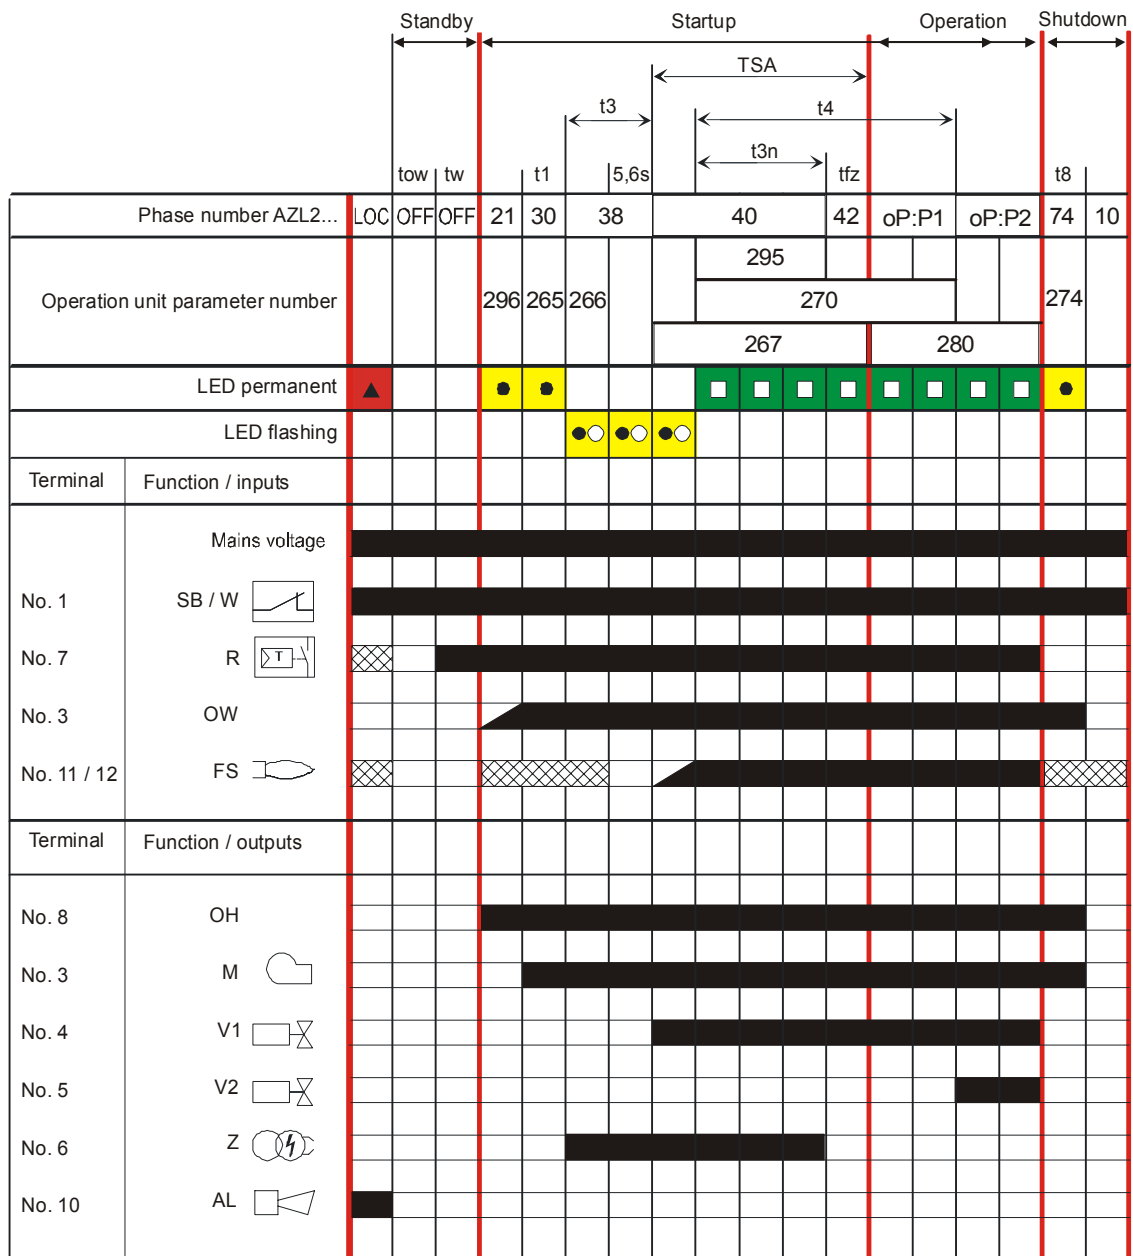 Standby Startup Operation Shutdown
TSA
t3 t4
t3n
tow tw t1 5,6s tfz t8
Phase number AZL2... LOC OFF OFF 21 30 38 40 42 oP:P1 oP:P2 74 10
295
Operation unit parameter number 296 265 266 270 274
267 280
LED permanent
LED flashing
Terminal Function / inputs
Mains voltage
No. 1 SB / W
No. 7 R T
No. 3 OW
No. 11 / 12 FS
Terminal Function / outputs
No. 8 OH
No. 3 M
No. 4 V1
No. 5 V2
No. 6 Z
No. 10 AL